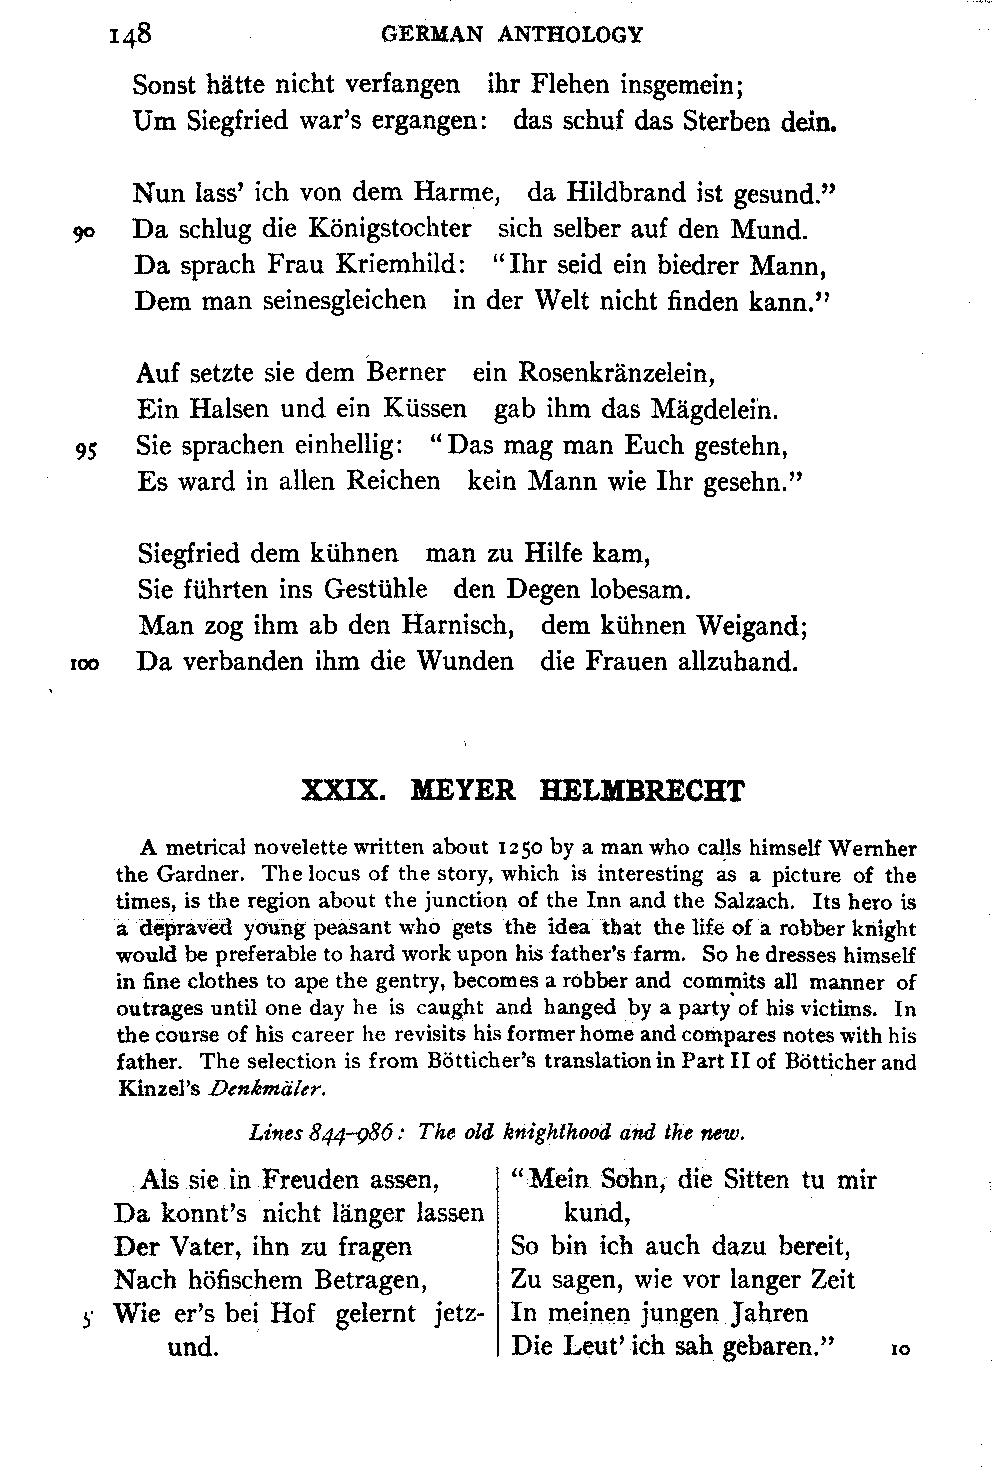 148 GERMAN ANTHOLOGY
Sonst hätte nicht verfangen ihr Flehen insgemein;
Um Siegfried war's ergangen: das schuf das Sterben dein.
Nun lass' ich von dem Harme, da Hildbrand ist gesund.”
90 Da schlug die Königstochter sich selber auf den Mund.
Da sprach Frau Kriemhild: “Ihr seid ein biedrer Mann,
Dem man seinesgleichen in der Welt nicht finden kann.”
Auf setzte sie dem Berner ein Rosenkränzelein,
Ein Halsen und ein Küssen gab ihm das Mägdelein.
95 Sie sprachen einhellig: “Das mag man Euch gestehn,
Es ward in allen Reichen kein Mann wie Ihr gesehn.”
Siegfried dem kühnen man zu Hilfe kam,
Sie führten ins Gestühle den Degen lobesam.
Man zog ihm ab den Harnisch, dem kühnen Weigand;
100 Da verbanden ihm die Wunden die Frauen allzuhand.
XXIX. MEYER HELMBRECHT
A metrical novelette written about 1250 by a man who calls himself Wernher
the Gardner. The locus of the story, which is interesting as a picture of the
times, is the region about the junction of the Inn and the Salzach. Its hero is
a depraved young peasant who gets the idea that the life of a robber knight
would be preferable to hard work upon his father's farm. So he dresses himself
in fine clothes to ape the gentry, becomes a robber and commits all manner of
outrages until one day he is caught and hanged by a party of his victims. In
the course of his career he revisits his former home and compares notes with his
father. The selection is from Bötticher's translation in Part II of Bötticher and
Kinzel's Denkmäler.
Lines 844–986: The old knighthood and the new.
Als sie in Freuden assen,
Da konnt's nicht länger lassen
Der Vater, ihn zu fragen
Nach höfischem Betragen,
5 Wie er's bei Hof gelernt jetz-
und.
“Mein Sohn, die Sitten tu mir
kund,
So bin ich auch dazu bereit,
Zu sagen, wie vor langer Zeit
In meinen jungen Jahren
Die Leut' ich sah gebaren.” 10